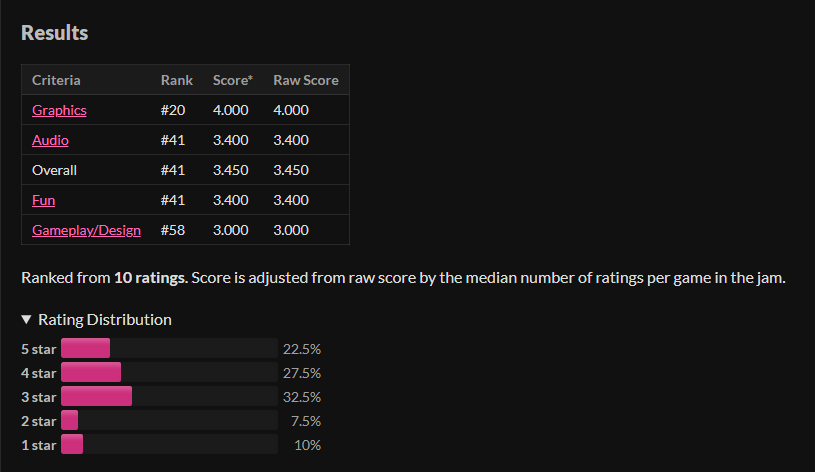 Results
Criteria Rank Score* Raw Score
Graphics #20 4.000 4.000
Audio #41 3.400 3.400
Overall #41 3.450 3.450
Fun #41 3.400 3.400
Gameplay/Design #58 3.000 3.000
Ranked from 10 ratings. Score is adjusted from raw score by the median number of ratings per game in the jam.
▼ Rating Distribution
5 star 22.5%
4 star 27.5%
3 star 32.5%
2 star 7.5%
1 star 10%